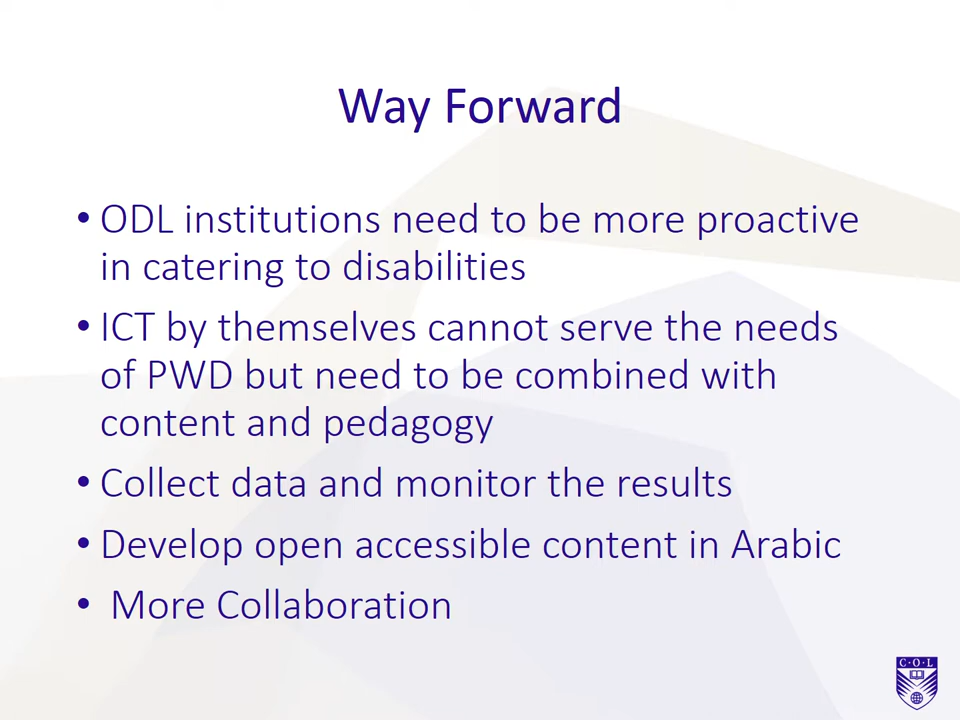 Way Forward
• ODL institutions need to be more proactive
in catering to disabilities
• ICT by themselves cannot serve the needs
of PWD but need to be combined with
content and pedagogy
• Collect data and monitor the results
• Develop open accessible content in Arabic
• More Collaboration
C·O·L